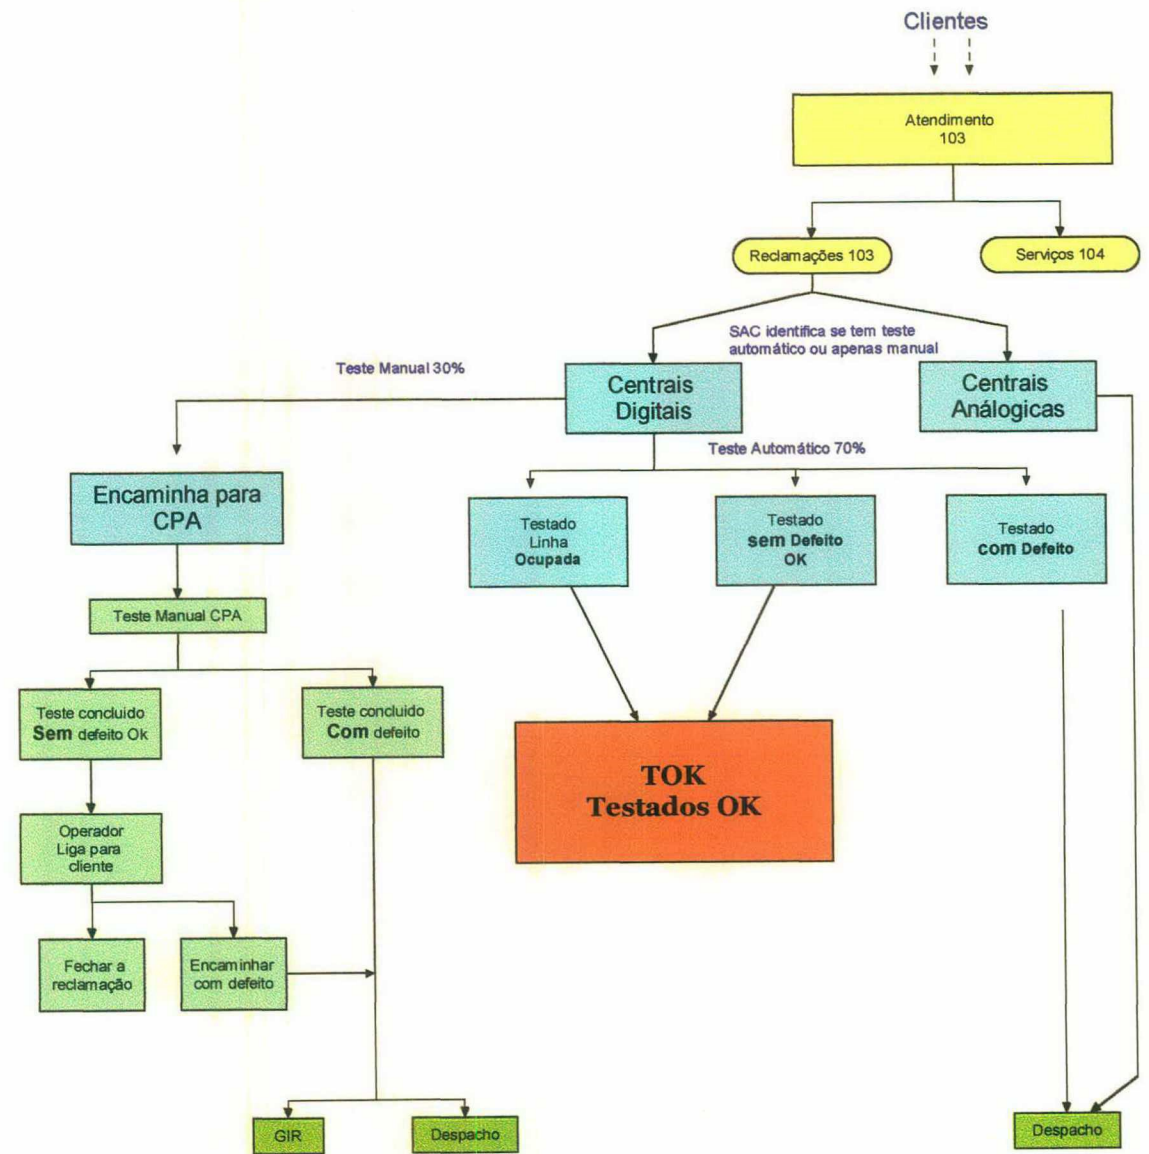 Clientes
Atendimento
103
Reclamações 103
Serviços 104
SAC identifica se tem teste
automático ou apenas manual
Teste Manual 30%
Centrais
Digitais
Centrais
Análogicas
Teste Automático 70%
Encaminha para
CPA
Testado
Linha
Ocupada
Testado
sem Defeito
OK
Testado
com Defeito
Teste Manual CPA
Teste concluido
Sem defeito Ok
Teste concluido
Com defeito
TOK
Testados OK
Operador
Liga para
cliente
Fechar a
reclamação
Encaminhar
com defeito
GIR
Despacho
Despacho